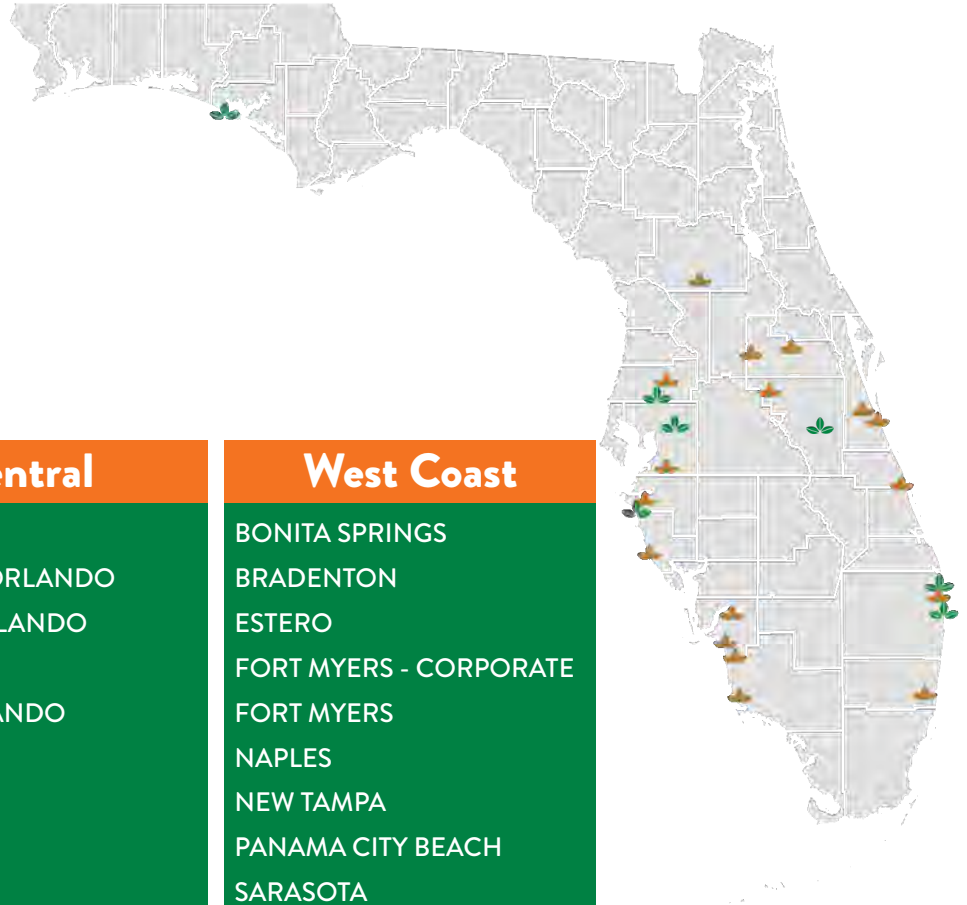 entral
ORLANDO
LANDO
ANDO
West Coast
BONITA SPRINGS
BRADENTON
ESTERO
FORT MYERS - CORPORATE
FORT MYERS
NAPLES
NEW TAMPA
PANAMA CITY BEACH
SARASOTA